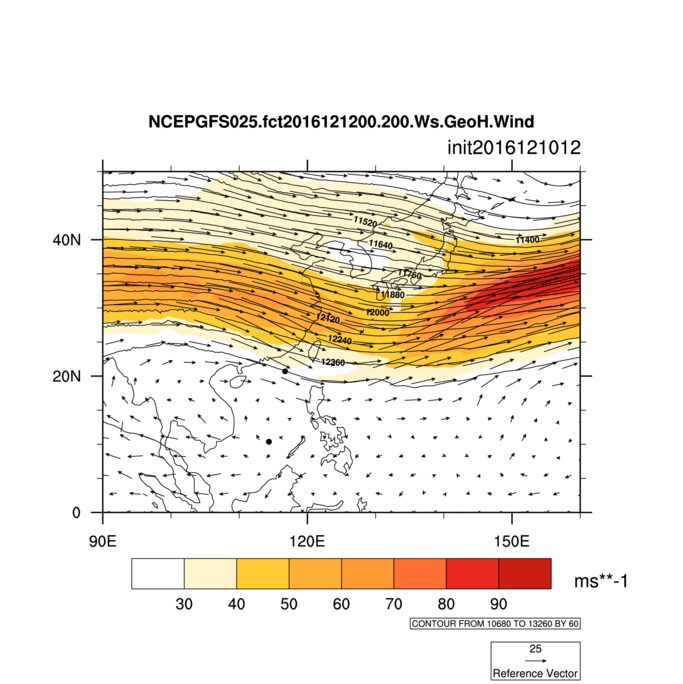 NCEPGFS025.fct2016121200.200.Ws.GeoH.Wind
init2016121012
40N
20N
0
11520
11640
11400
11760
11880
12000
12120
12240
12360
90E 120E 150E
ms**-1
30 40 50 60 70 80 90
CONTOUR FROM 10680 TO 13260 BY 60
25
Reference Vector